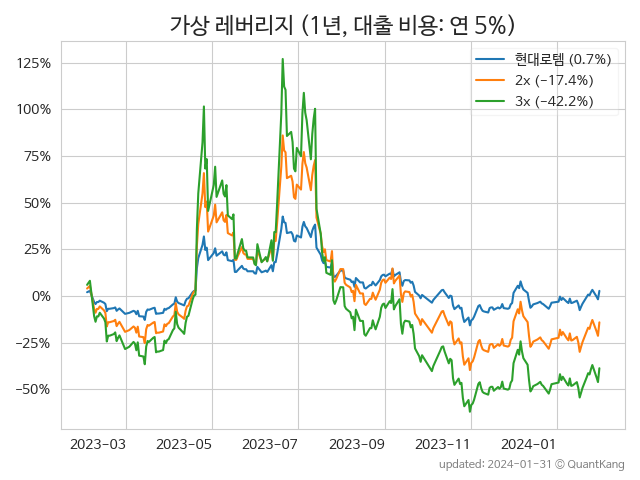 가상 레버리지 (1년, 대출 비용: 연 5%)
현대로템 (0.7%)
2x (−17.4%)
3x (−42.2%)
125%
100%
75%
50%
25%
0%
−25%
−50%
2023-03 2023-05 2023-07 2023-09 2023-11 2024-01
updated: 2024-01-31 © QuantKang